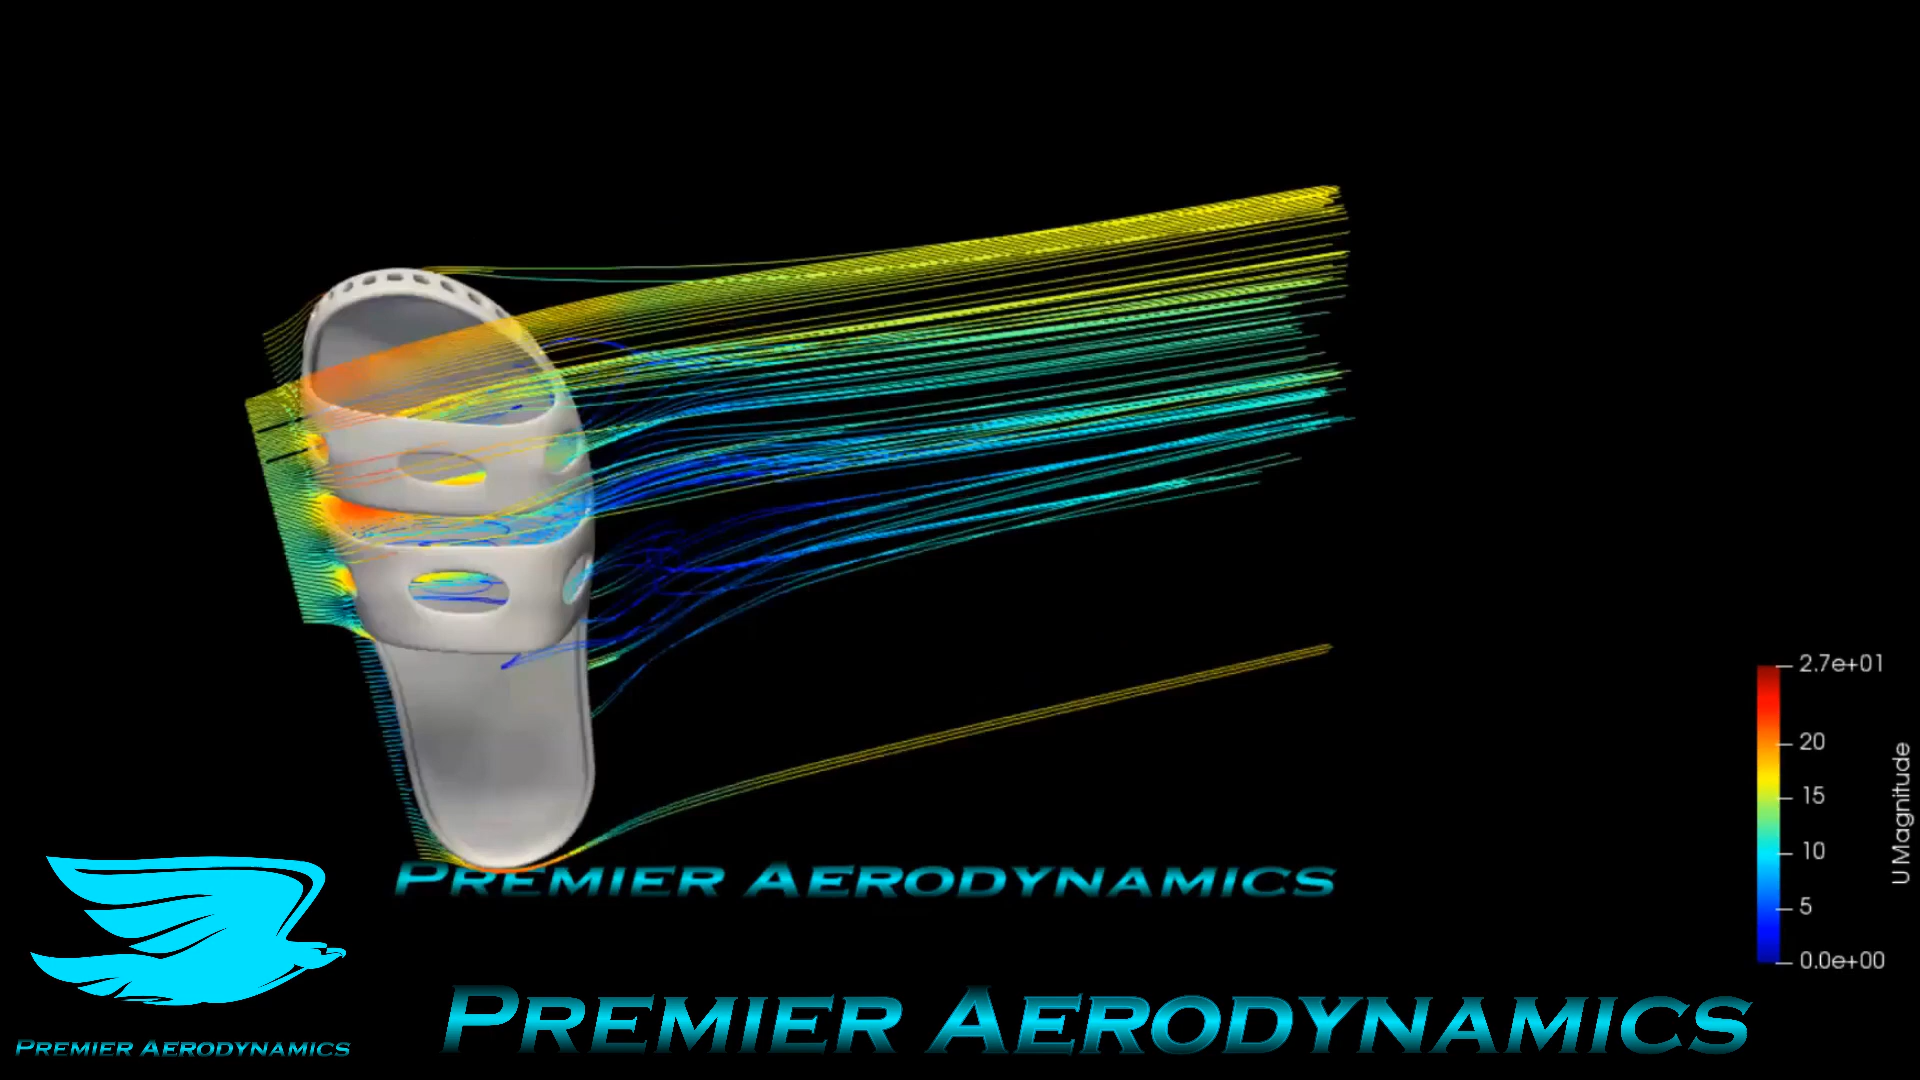 2.7e+01
20
15
10
5
0.0e+00
U Magnitude
PREMIER AERODYNAMICS
PREMIER AERODYNAMICS
PREMIER AERODYNAMICS